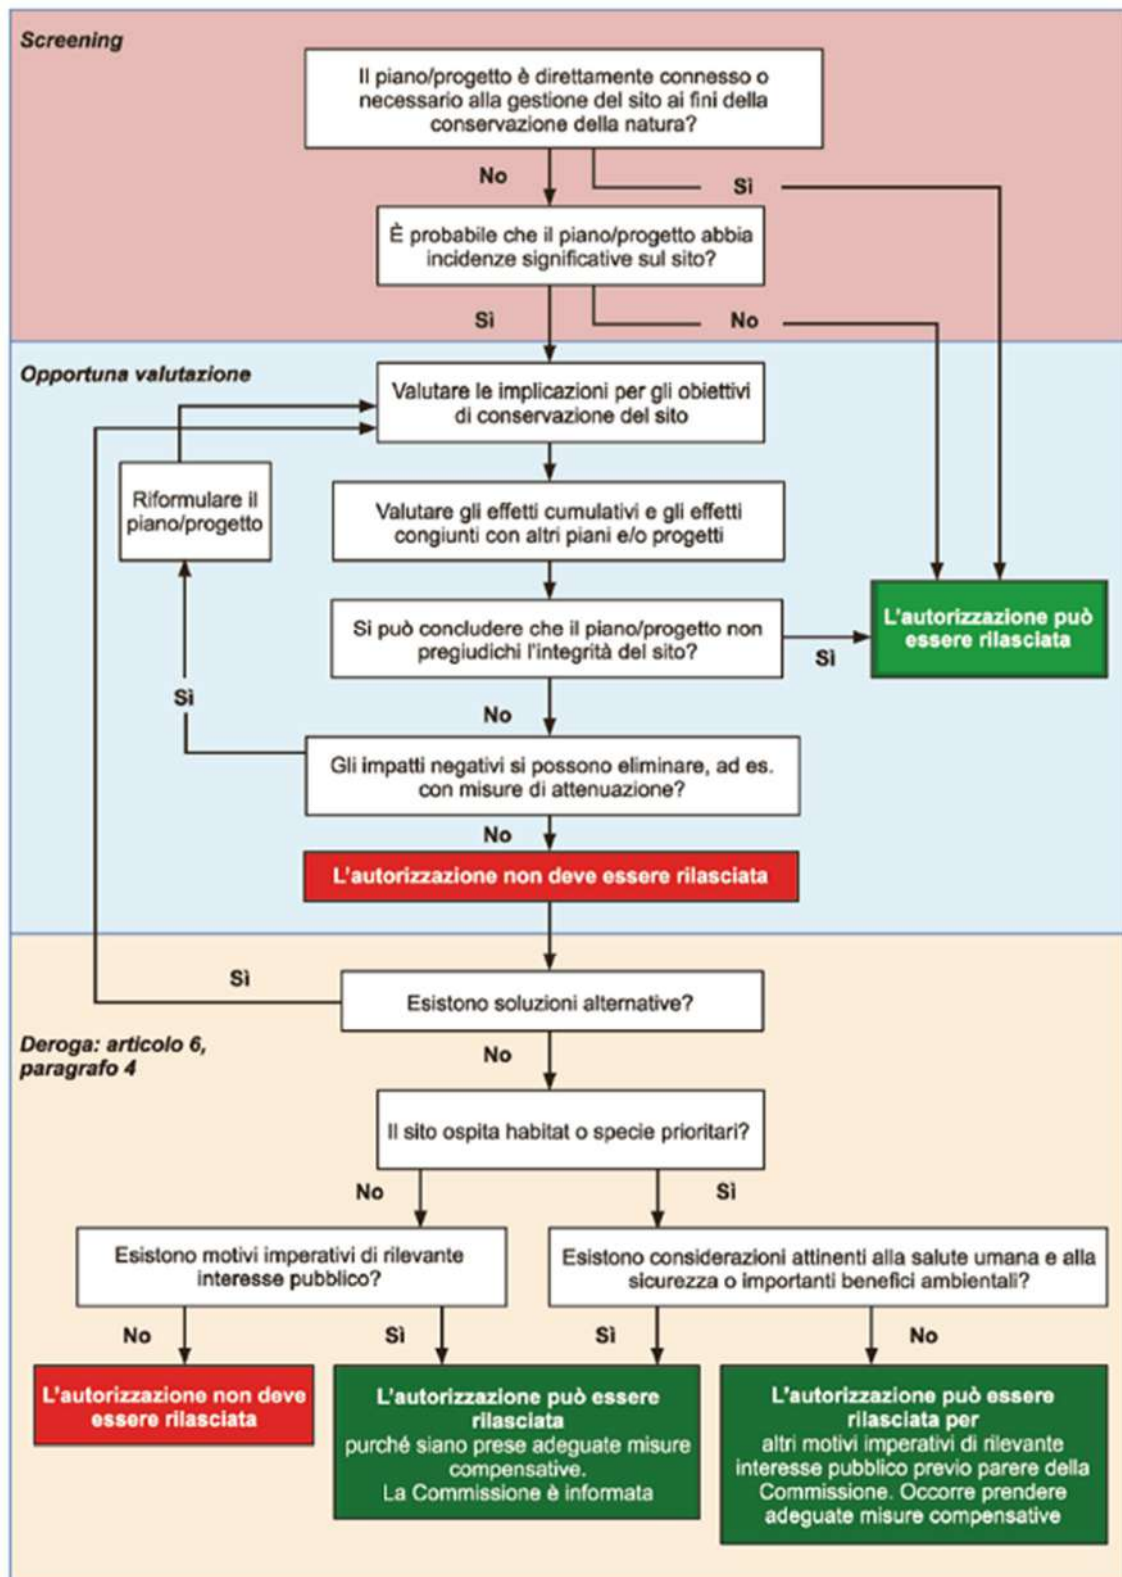 Screening
Il piano/progetto è direttamente connesso o
necessario alla gestione del sito ai fini della
conservazione della natura?
No
Sì
È probabile che il piano/progetto abbia
incidenze significative sul sito?
Sì
No
Opportuna valutazione
Valutare le implicazioni per gli obiettivi
di conservazione del sito
Riformulare il
piano/progetto
Valutare gli effetti cumulativi e gli effetti
congiunti con altri piani e/o progetti
Si può concludere che il piano/progetto non
pregiudichi l'integrità del sito?
Sì
L'autorizzazione può
essere rilasciata
Sì
No
Gli impatti negativi si possono eliminare, ad es.
con misure di attenuazione?
No
L'autorizzazione non deve essere rilasciata
Sì
Esistono soluzioni alternative?
Deroga: articolo 6,
paragrafo 4
No
Il sito ospita habitat o specie prioritari?
No
Sì
Esistono motivi imperativi di rilevante
interesse pubblico?
Esistono considerazioni attinenti alla salute umana e alla
sicurezza o importanti benefici ambientali?
No
Sì
Sì
No
L'autorizzazione non deve
essere rilasciata
L'autorizzazione può essere
rilasciata
purché siano prese adeguate misure
compensative.
La Commissione è informata
L'autorizzazione può essere
rilasciata per
altri motivi imperativi di rilevante
interesse pubblico previo parere della
Commissione. Occorre prendere
adeguate misure compensative